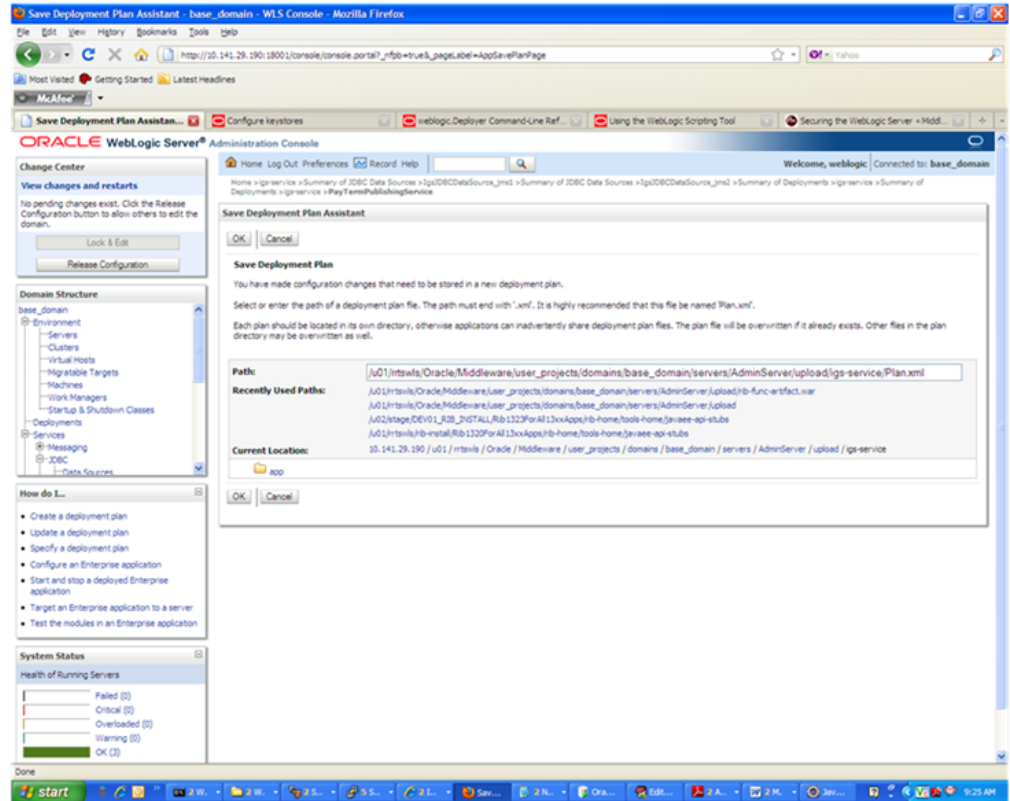 Save Deployment Plan Assistant - base_domain - WLS Console - Mozilla Firefox
File Edit View History Bookmarks Tools Help
http://10.141.29.190:18001/console/console.portal?_nfpb=true&_pageLabel=AppSavePlanPage
Yahoo
Most Visited Getting Started Latest Headlines
McAfee
Save Deployment Plan Assistan... Configure keystores weblogic.Deployer Command-Line Ref... Using the WebLogic Scripting Tool Securing the WebLogic Server « Midd...
ORACLE WebLogic Server® Administration Console
Change Center
View changes and restarts
No pending changes exist. Click the Release
Configuration button to allow others to edit the
domain.
Lock & Edit
Release Configuration
Domain Structure
base_domain
Environment
Servers
Clusters
Virtual Hosts
Migratable Targets
Machines
Work Managers
Startup & Shutdown Classes
Deployments
Services
Messaging
JDBC
Data Sources
How do I...
Create a deployment plan
Update a deployment plan
Specify a deployment plan
Configure an Enterprise application
Start and stop a deployed Enterprise
application
Target an Enterprise application to a server
Test the modules in an Enterprise application
System Status
Health of Running Servers
Failed (0)
Critical (0)
Overloaded (0)
Warning (0)
OK (3)
Home Log Out Preferences Record Help
Welcome, weblogic Connected to: base_domain
Home >igs-service >Summary of JDBC Data Sources >IgsJDBCDataSource_jms1 >Summary of JDBC Data Sources >IgsJDBCDataSource_jms2 >Summary of Deployments >igs-service >Summary of
Deployments >igs-service >PayTermPublishingService
Save Deployment Plan Assistant
OK Cancel
Save Deployment Plan
You have made configuration changes that need to be stored in a new deployment plan.
Select or enter the path of a deployment plan file. The path must end with '.xml'. It is highly recommended that this file be named 'Plan.xml'.
Each plan should be located in its own directory, otherwise applications can inadvertently share deployment plan files. The plan file will be overwritten if it already exists. Other files in the plan
directory may be overwritten as well.
Path: /u01/rrtswls/Oracle/Middleware/user_projects/domains/base_domain/servers/AdminServer/upload/igs-service/Plan.xml
Recently Used Paths: /u01/rrtswls/Oracle/Middleware/user_projects/domains/base_domain/servers/AdminServer/upload/rib-func-artifact.war
/u01/rrtswls/Oracle/Middleware/user_projects/domains/base_domain/servers/AdminServer/upload
/u02/stage/DEV01_RIB_INSTALL/Rib1323ForAll13xxApps/rib-home/tools-home/javaee-api-stubs
/u01/rrtswls/rib-install/Rib1320ForAll13xxApps/rib-home/tools-home/javaee-api-stubs
Current Location: 10.141.29.190 / u01 / rrtswls / Oracle / Middleware / user_projects / domains / base_domain / servers / AdminServer / upload / igs-service
app
OK Cancel
Done
start 2 W... 2 W... 2 S... 5 S... 2 I... Sav... 2 N... Ora... Edit... 2 A... 2 M... Jav... 9:25 AM